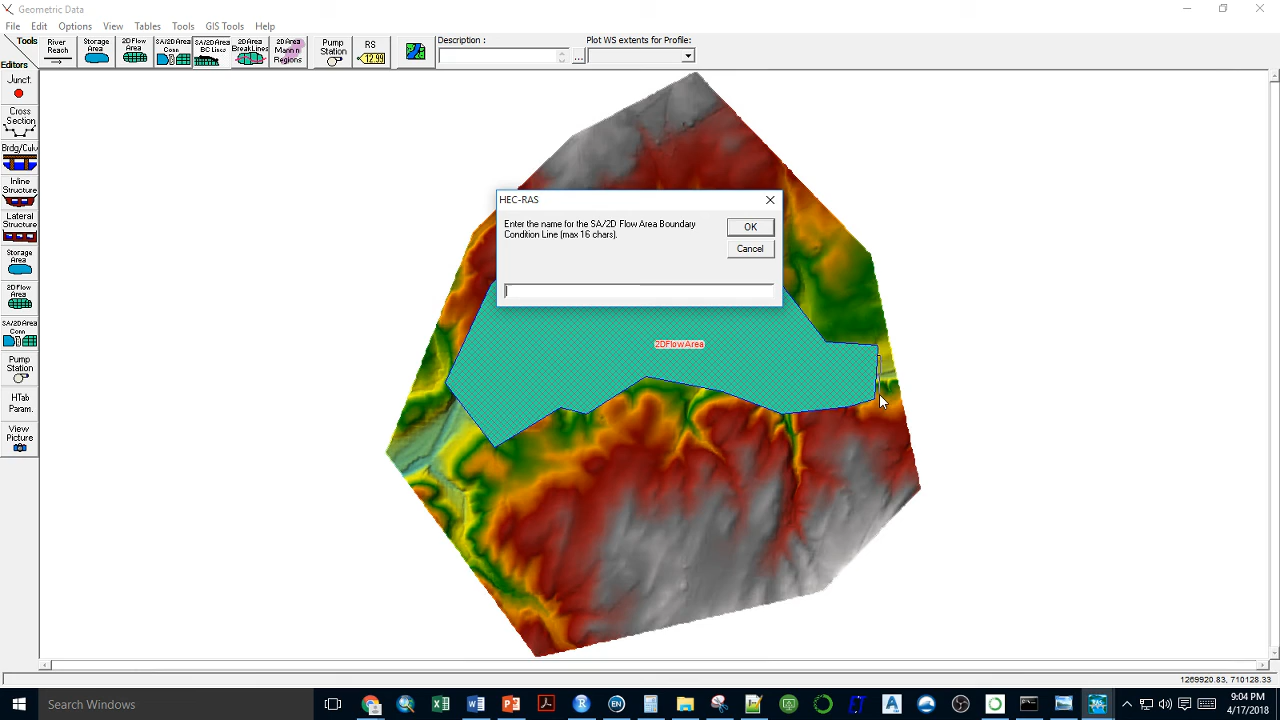 Geometric Data
File Edit Options View Tables Tools GIS Tools Help
Tools
Editors
River
Reach
Storage
Area
2D Flow
Area
SA/2D Area
Conn
SA/2D Area
BC Lines
2D Area
BreakLines
2D Area
Mann n
Regions
Pump
Station
RS
12.99
Description :
...
Plot WS extents for Profile:
Junct.
Cross
Section
Brdg/Culv
Inline
Structure
Lateral
Structure
Storage
Area
2D Flow
Area
SA/2D Area
Conn
Pump
Station
HTab
Param.
View
Picture
HEC-RAS
Enter the name for the SA/2D Flow Area Boundary
Condition Line (max 16 chars).
OK
Cancel
2DFlowArea
1269920.83, 710128.33
Search Windows
9:04 PM
4/17/2018